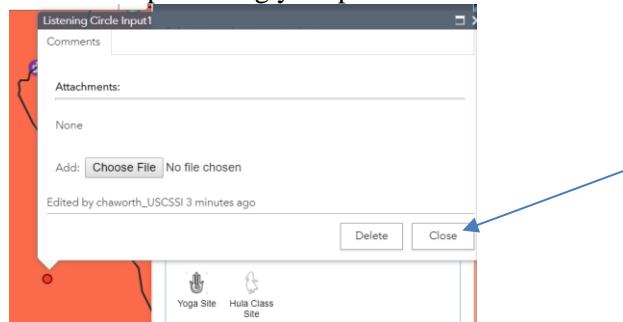 Listening Circle Input1
Comments
Attachments:
None
Add: Choose File No file chosen
Edited by chaworth_USCSSI 3 minutes ago
Delete Close
Yoga Site Hula Class
Site